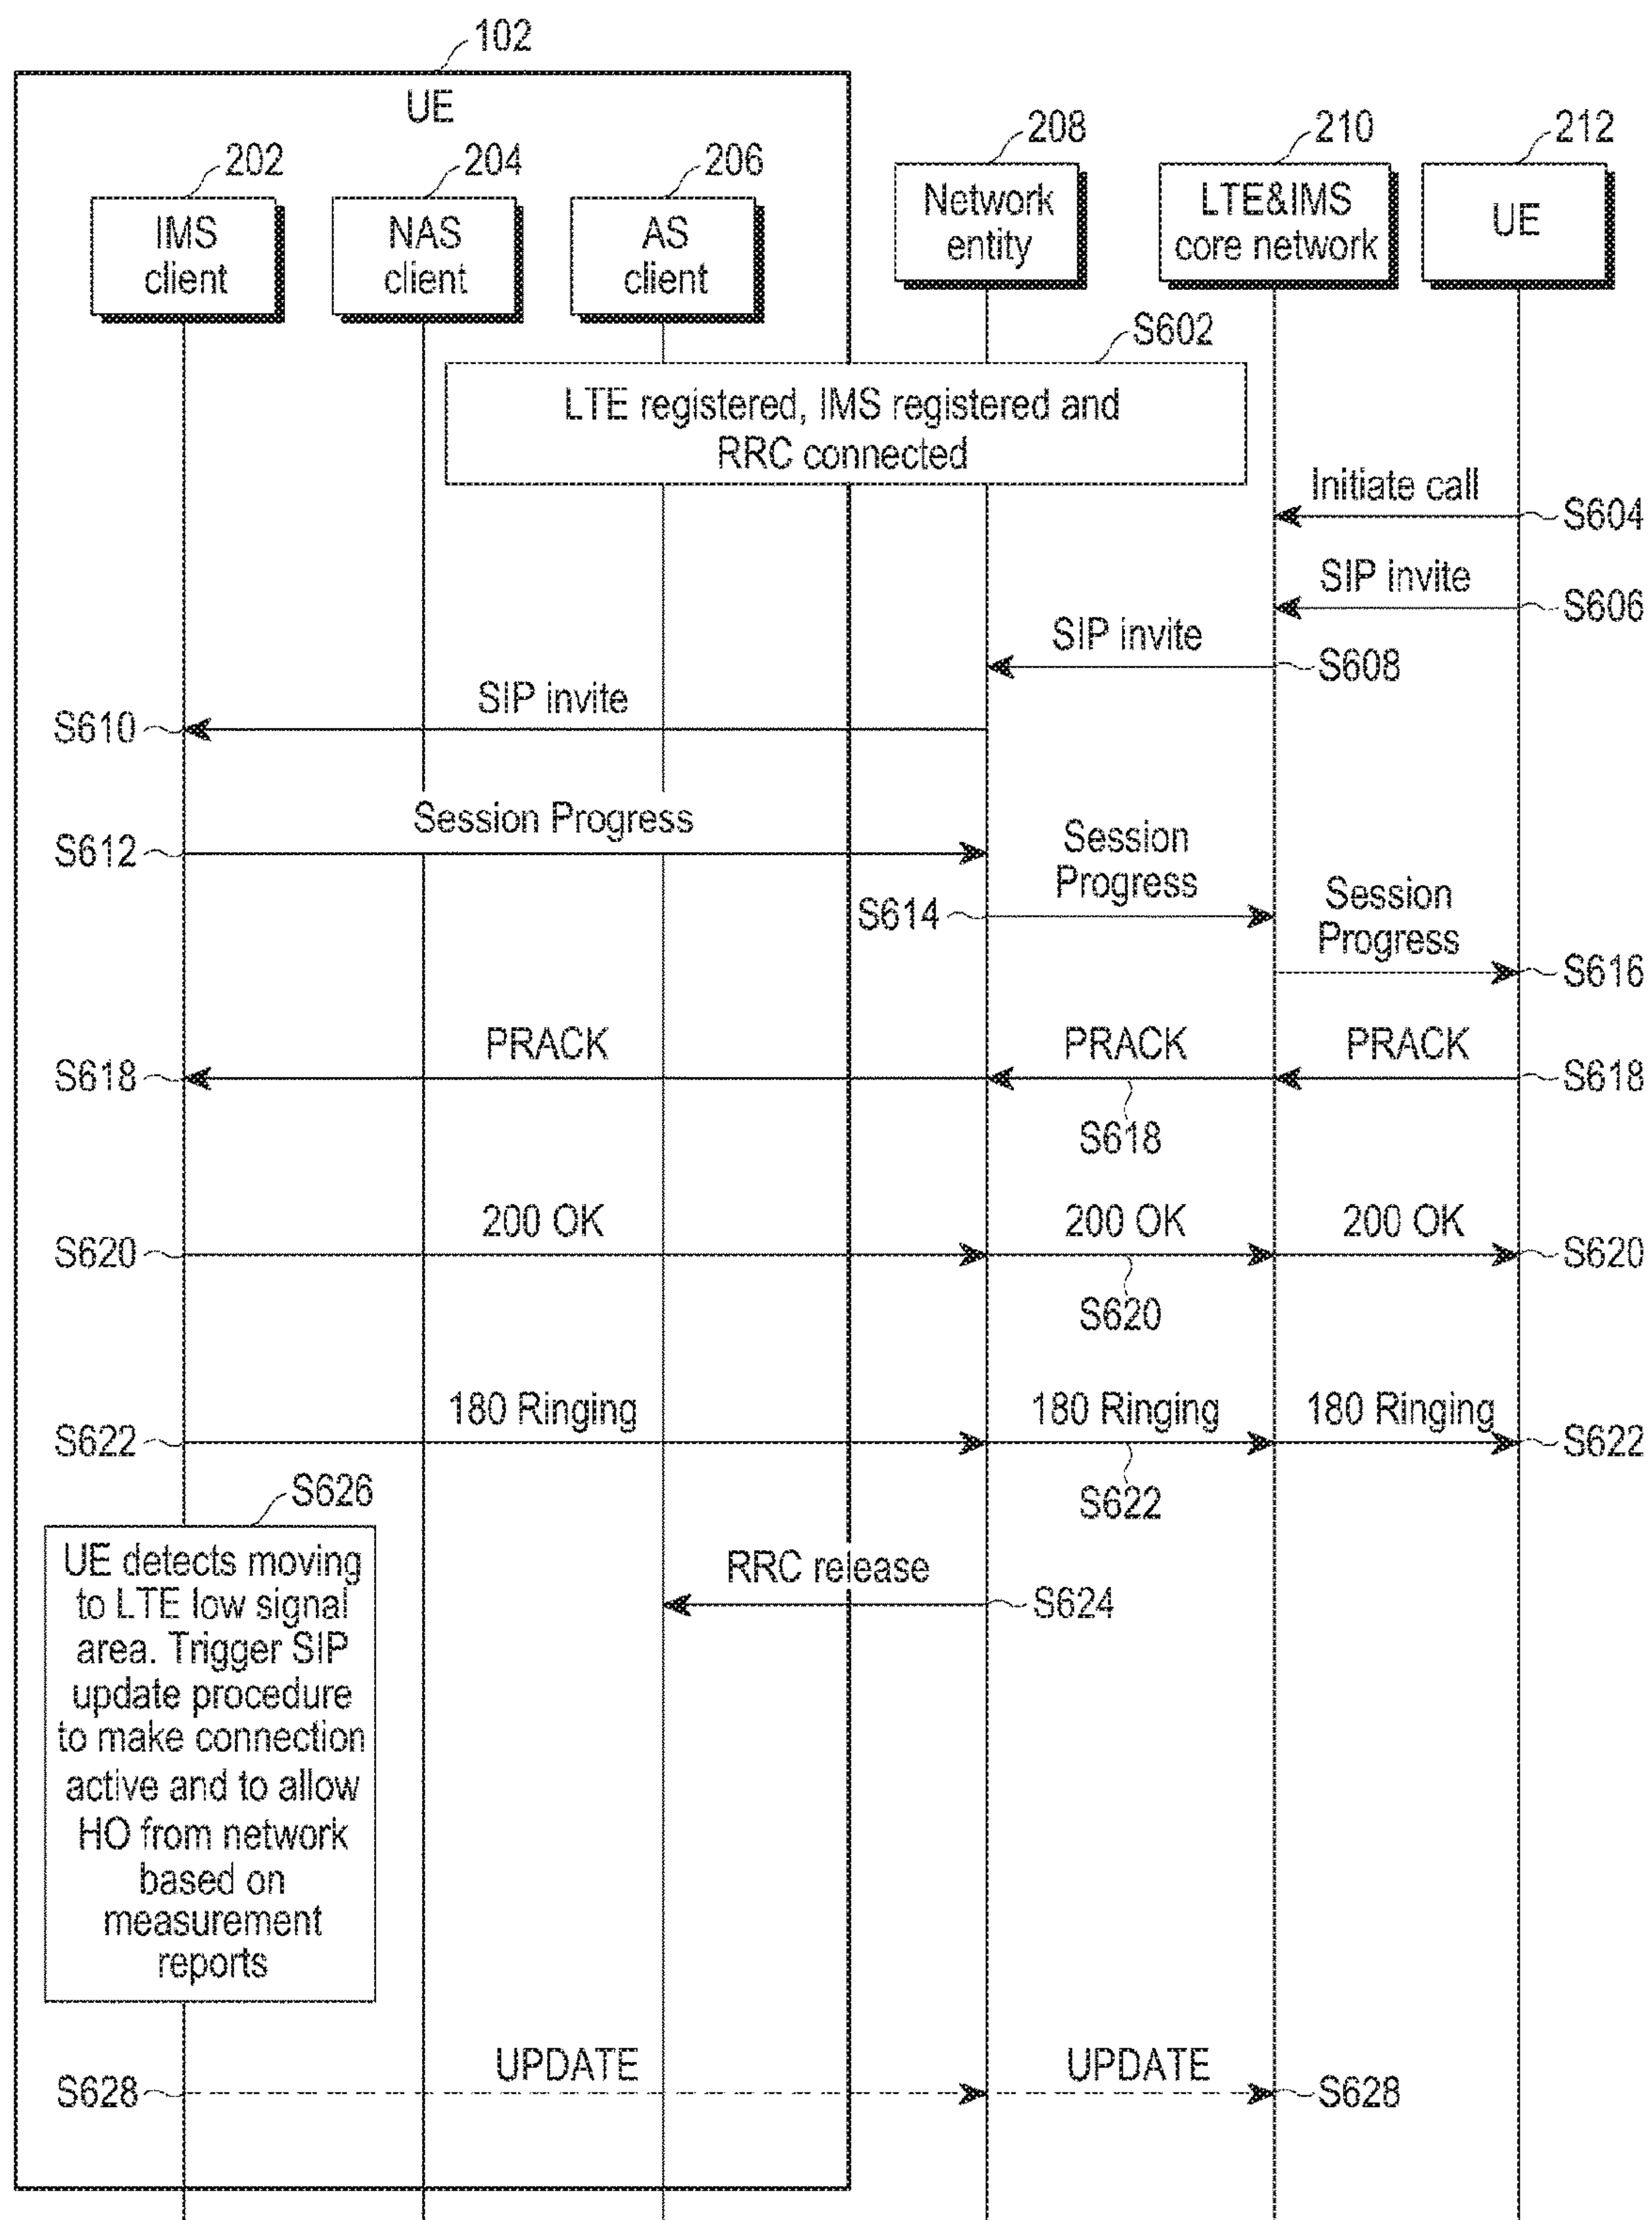 102
UE
202
204
206
208
210
212
IMS
client
NAS
client
AS
client
Network
entity
LTE&IMS
core network
UE
S602
LTE registered, IMS registered and
RRC connected
Initiate call
S604
SIP invite
S606
SIP invite
S608
SIP invite
S610
Session Progress
S612
Session
Progress
S614
Session
Progress
S616
PRACK
PRACK
PRACK
S618
S618
S618
200 OK
200 OK
200 OK
S620
S620
S620
180 Ringing
180 Ringing
180 Ringing
S622
S622
S622
S626
UE detects moving
to LTE low signal
area. Trigger SIP
update procedure
to make connection
active and to allow
HO from network
based on
measurement
reports
RRC release
S624
UPDATE
UPDATE
S628
S628